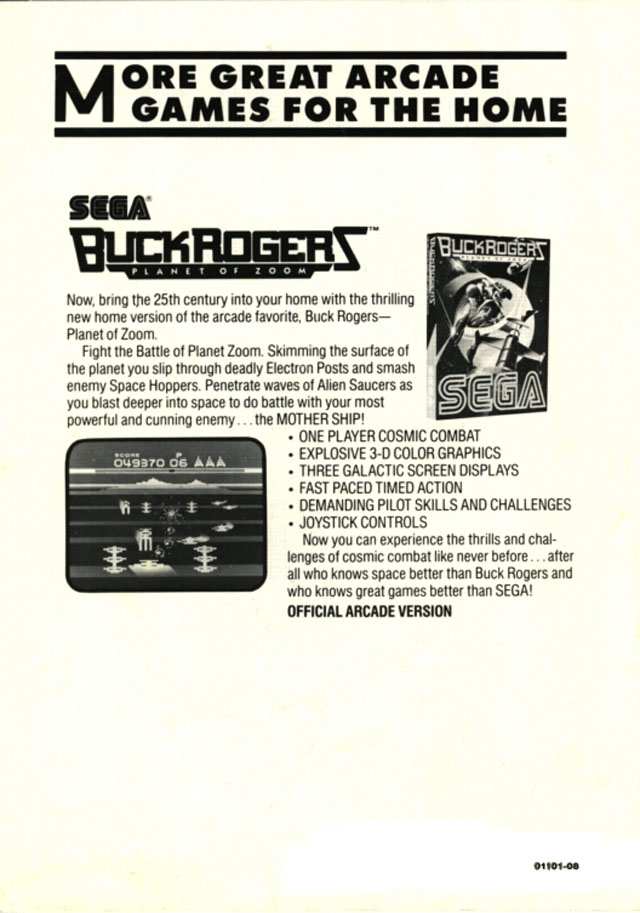 MORE GREAT ARCADE
GAMES FOR THE HOME
SEGA®
BUCK ROGERS™
PLANET OF ZOOM
Now, bring the 25th century into your home with the thrilling
new home version of the arcade favorite, Buck Rogers—
Planet of Zoom.
Fight the Battle of Planet Zoom. Skimming the surface of
the planet you slip through deadly Electron Posts and smash
enemy Space Hoppers. Penetrate waves of Alien Saucers as
you blast deeper into space to do battle with your most
powerful and cunning enemy...the MOTHER SHIP!
BUCK ROGERS
PLANET OF ZOOM
SEGA
SCORE P
049370 06
• ONE PLAYER COSMIC COMBAT
• EXPLOSIVE 3-D COLOR GRAPHICS
• THREE GALACTIC SCREEN DISPLAYS
• FAST PACED TIMED ACTION
• DEMANDING PILOT SKILLS AND CHALLENGES
• JOYSTICK CONTROLS
Now you can experience the thrills and chal-
lenges of cosmic combat like never before...after
all who knows space better than Buck Rogers and
who knows great games better than SEGA!
OFFICIAL ARCADE VERSION
01101-08